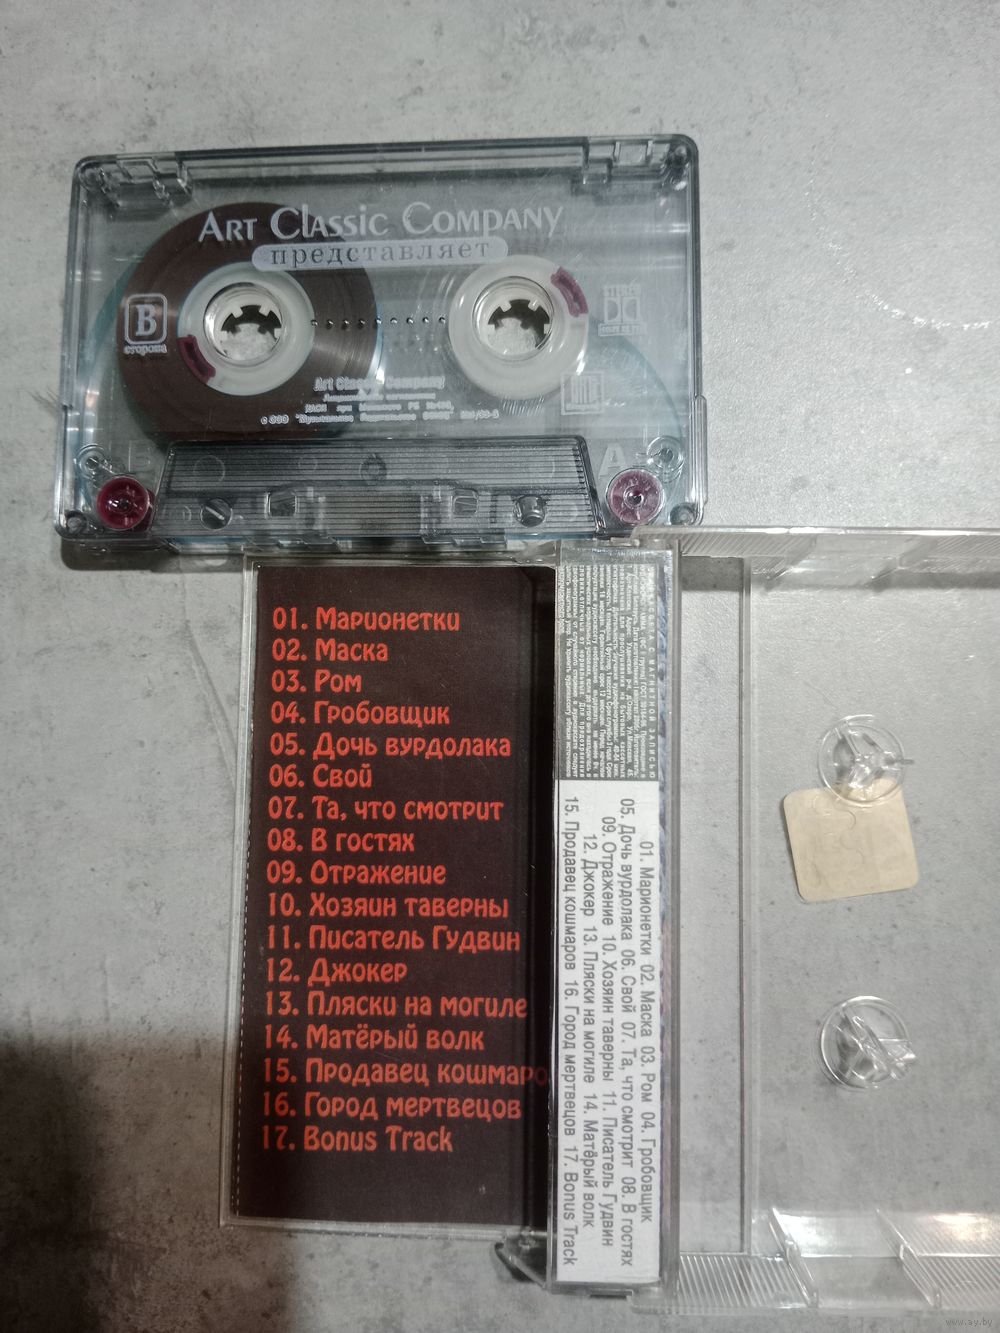 ART CLASSIC COMPANY
представляет
B
сторона
STEREO
Art Classic Company
A
01. Марионетки
02. Маска
03. Ром
04. Гробовщик
05. Дочь вурдолака
06. Свой
07. Та, что смотрит
08. В гостях
09. Отражение
10. Хозяин таверны
11. Писатель Гудвин
12. Джокер
13. Пляски на могиле
14. Матёрый волк
15. Продавец кошмаро
16. Город мертвецов
17. Bonus Track
01. Марионетки 02. Маска 03. Ром 04. Гробовщик
05. Дочь вурдолака 06. Свой 07. Та, что смотрит 08. В гостях
09. Отражение 10. Хозяин таверны 11. Писатель Гудвин
12. Джокер 13. Пляски на могиле 14. Матёрый волк
15. Продавец кошмаров 16. Город мертвецов 17. Bonus Track
www.ay.by